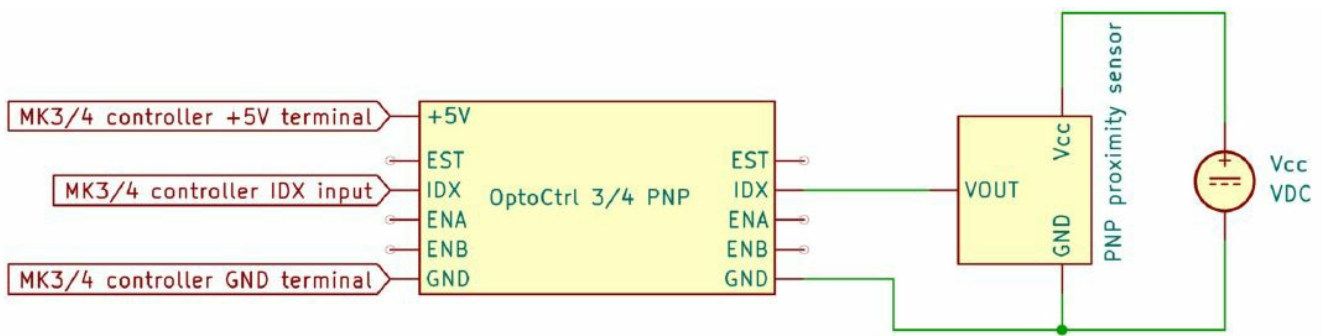 MK3/4 controller +5V terminal
MK3/4 controller IDX input
MK3/4 controller GND terminal
+5V
EST
IDX
ENA
ENB
GND
OptoCtrl 3/4 PNP
EST
IDX
ENA
ENB
GND
VOUT
Vcc
GND
PNP proximity sensor
+
Vcc
VDC